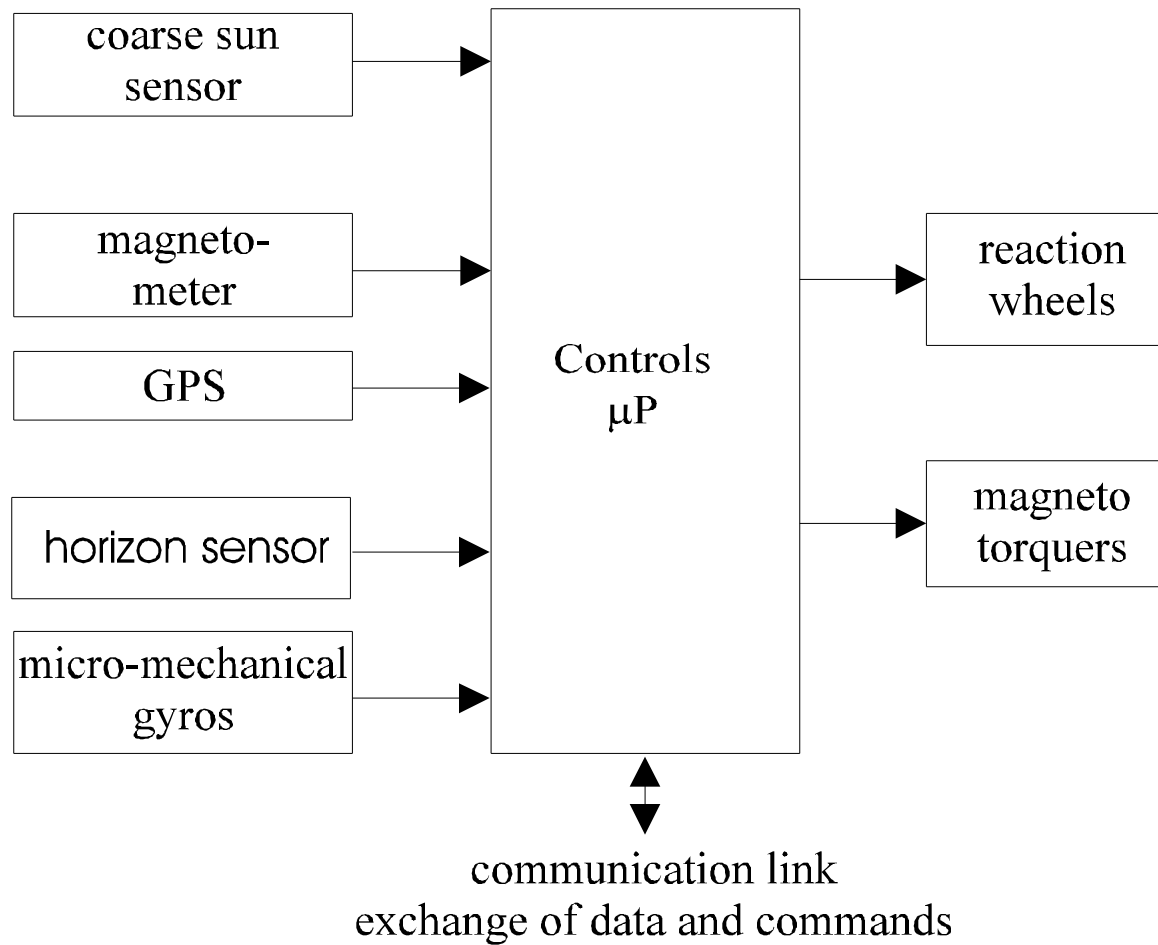 coarse sun
sensor
magneto-
meter
GPS
horizon sensor
micro-mechanical
gyros
Controls
µP
reaction
wheels
magneto
torquers
communication link
exchange of data and commands